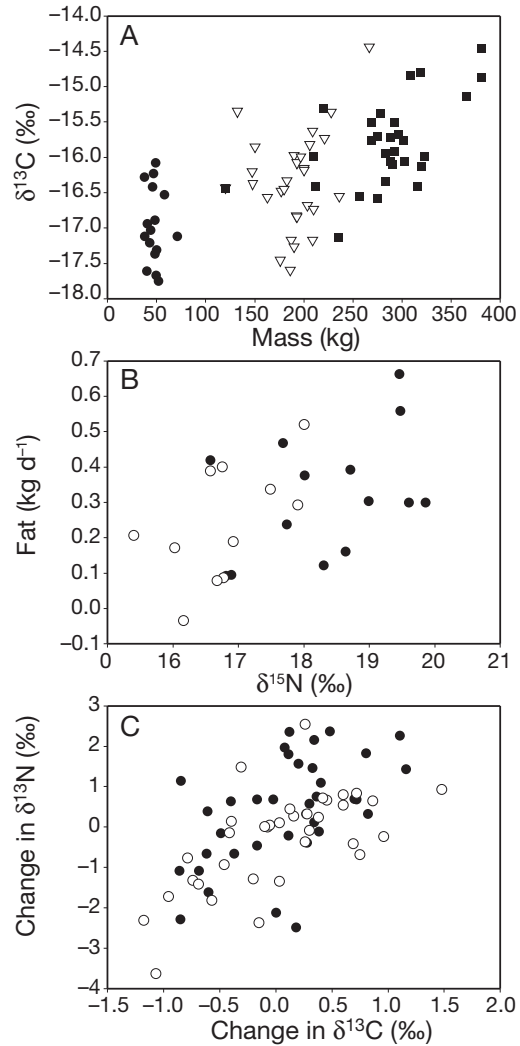 A
−14.0
−14.5
−15.0
−15.5
−16.0
−16.5
−17.0
−17.5
−18.0
δ¹³C (‰)
0 50 100 150 200 250 300 350 400
Mass (kg)
B
0.7
0.6
0.5
0.4
0.3
0.2
0.1
0.0
−0.1
Fat (kg d⁻¹)
16 17 18 19 20 21
δ¹⁵N (‰)
C
3
2
1
0
−1
−2
−3
−4
Change in δ¹³N (‰)
−1.5 −1.0 −0.5 0.0 0.5 1.0 1.5 2.0
Change in δ¹³C (‰)